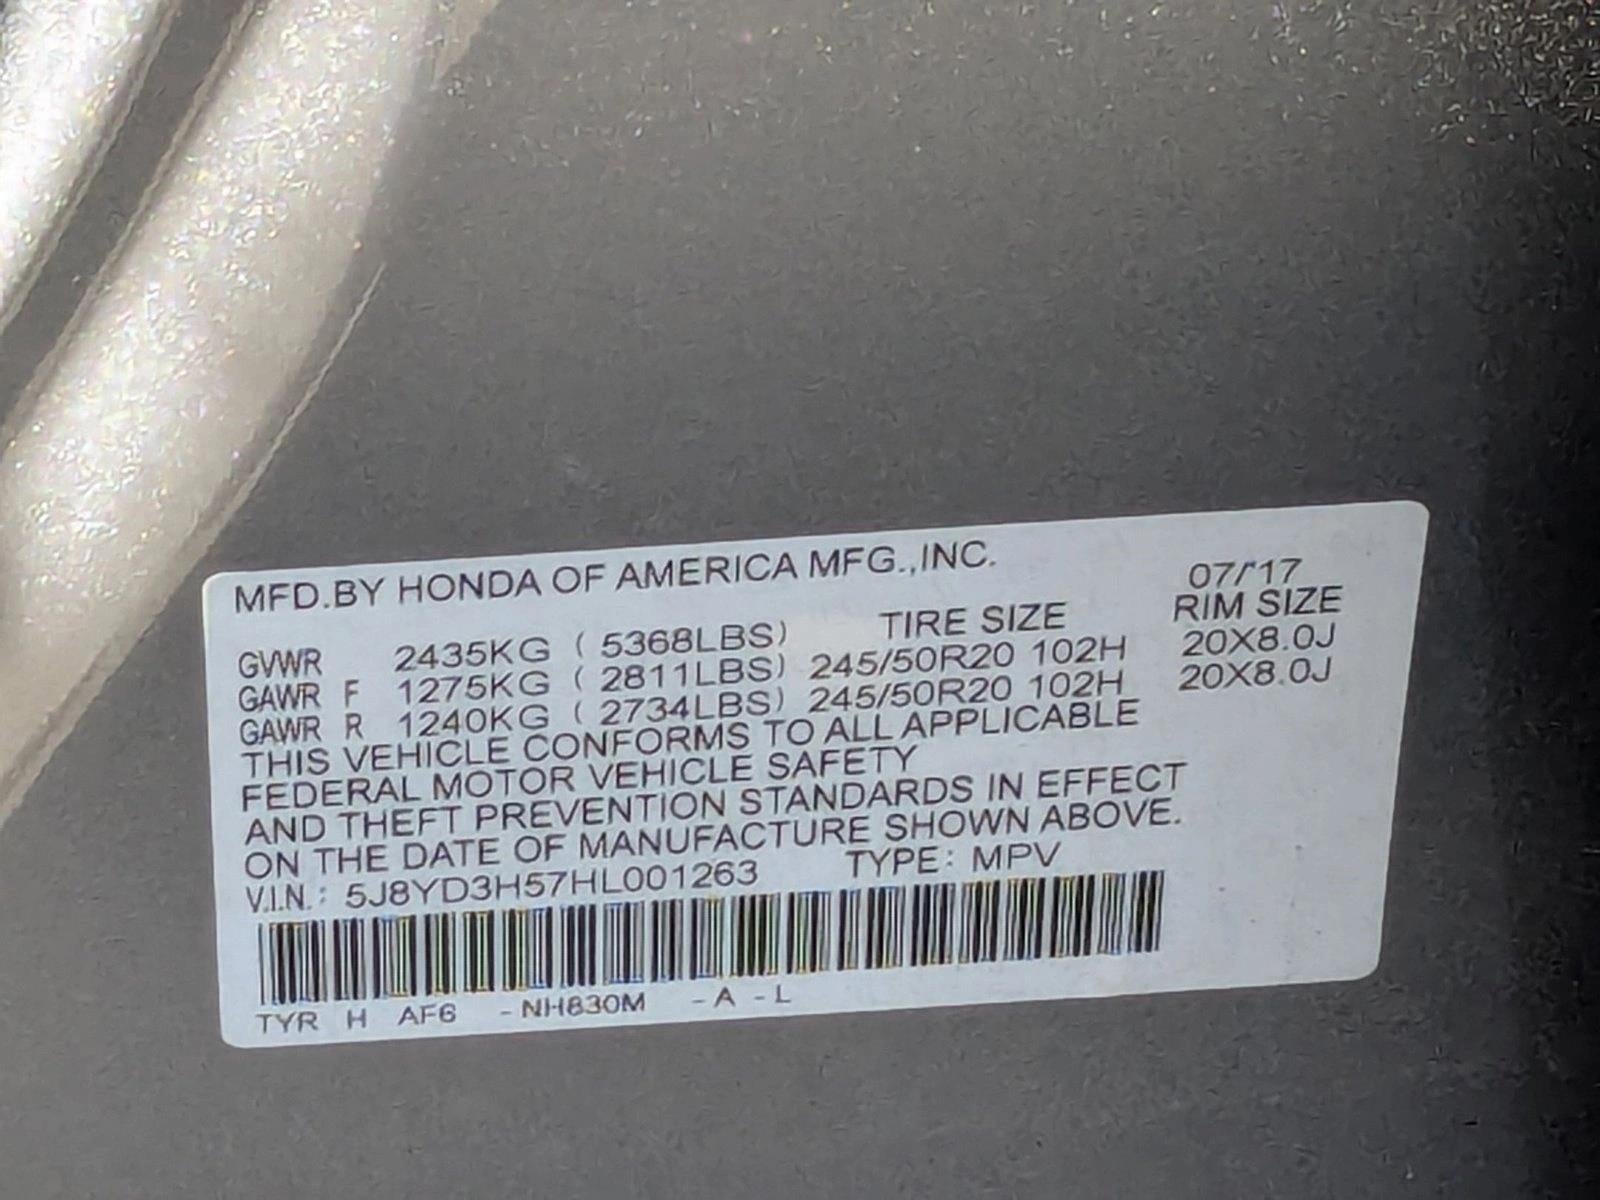 MFD.BY HONDA OF AMERICA MFG.,INC. 07/'17
TIRE SIZE RIM SIZE
GVWR 2435KG ( 5368LBS)
GAWR F 1275KG ( 2811LBS) 245/50R20 102H 20X8.0J
GAWR R 1240KG ( 2734LBS) 245/50R20 102H 20X8.0J
THIS VEHICLE CONFORMS TO ALL APPLICABLE
FEDERAL MOTOR VEHICLE SAFETY
AND THEFT PREVENTION STANDARDS IN EFFECT
ON THE DATE OF MANUFACTURE SHOWN ABOVE.
V.I.N.: 5J8YD3H57HL001263 TYPE: MPV
TYR H AF6 -NH830M -A -L